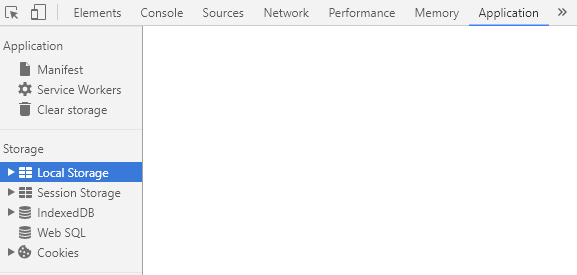 Elements Console Sources Network Performance Memory Application »
Application
Manifest
Service Workers
Clear storage
Storage
Local Storage
Session Storage
IndexedDB
Web SQL
Cookies